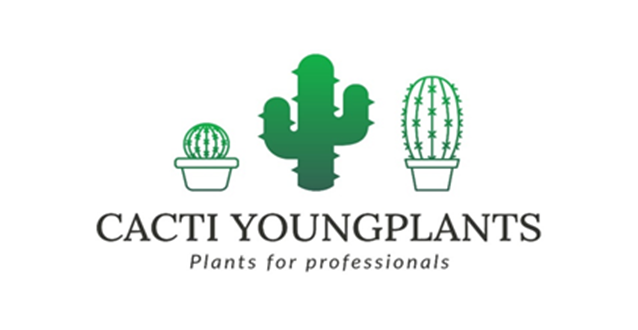 CACTI YOUNGPLANTS
Plants for professionals